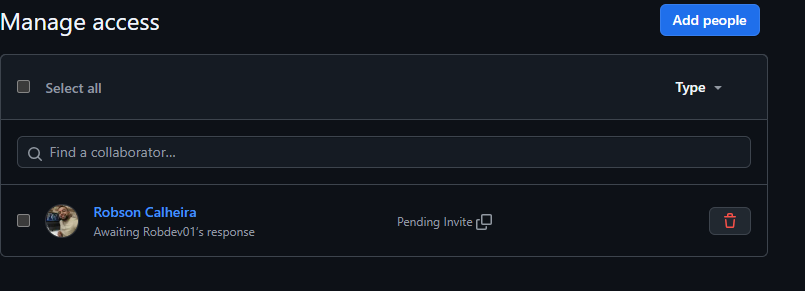 Manage access
Add people
Select all
Type
Find a collaborator...
Robson Calheira
Awaiting Robdev01's response
Pending Invite